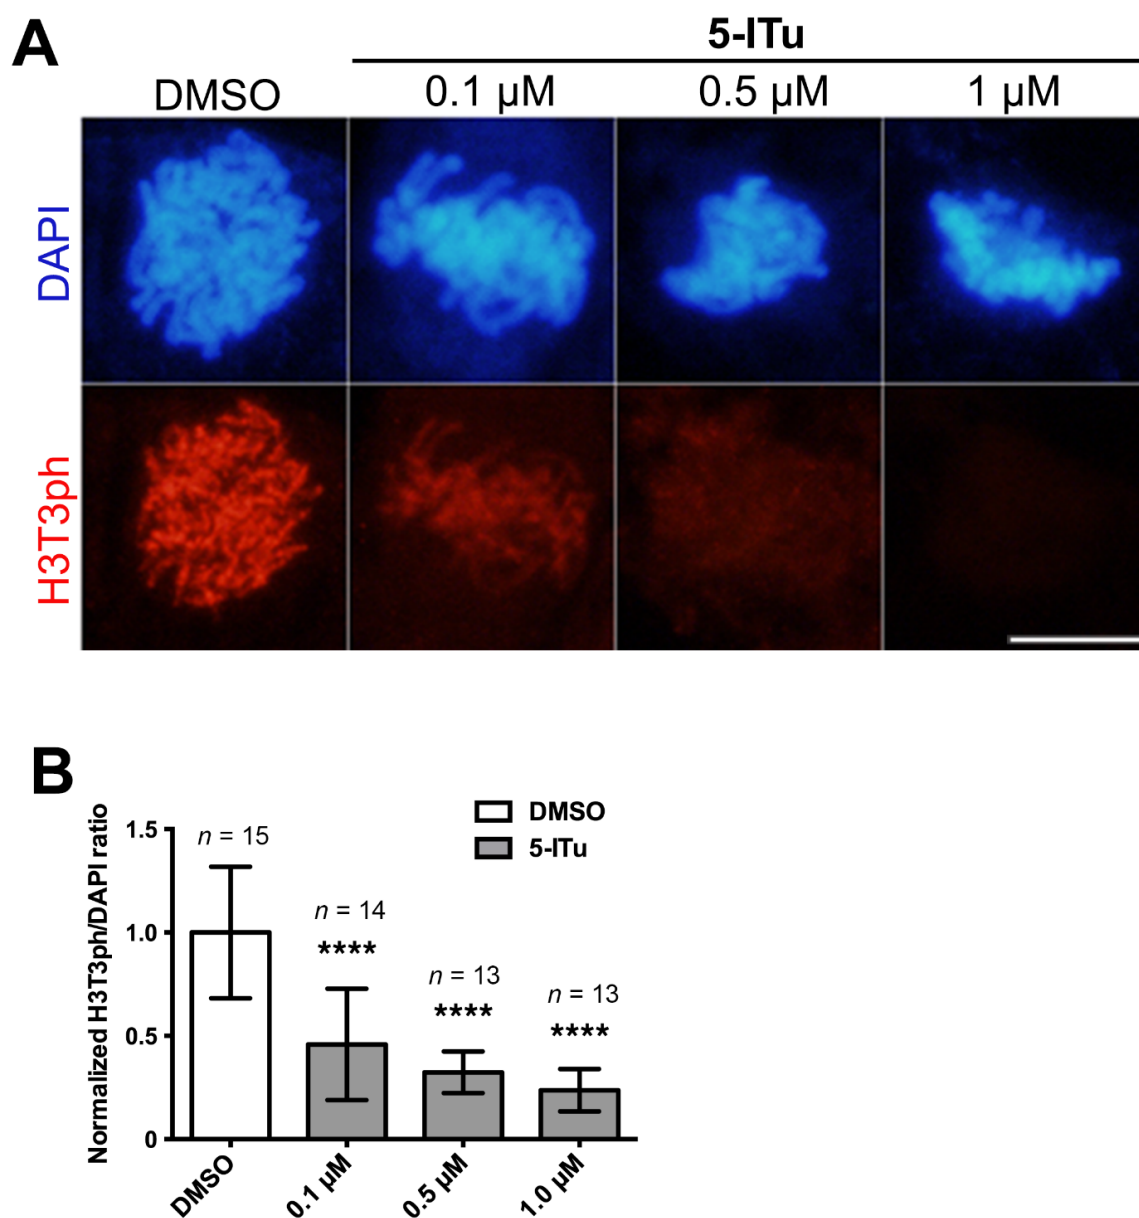 A
5-ITu
DMSO
0.1 µM
0.5 µM
1 µM
DAPI
H3T3ph
B
DMSO
5-ITu
Normalized H3T3ph/DAPI ratio
1.5
1.0
0.5
0
n = 15
n = 14
****
n = 13
****
n = 13
****
DMSO
0.1 µM
0.5 µM
1.0 µM